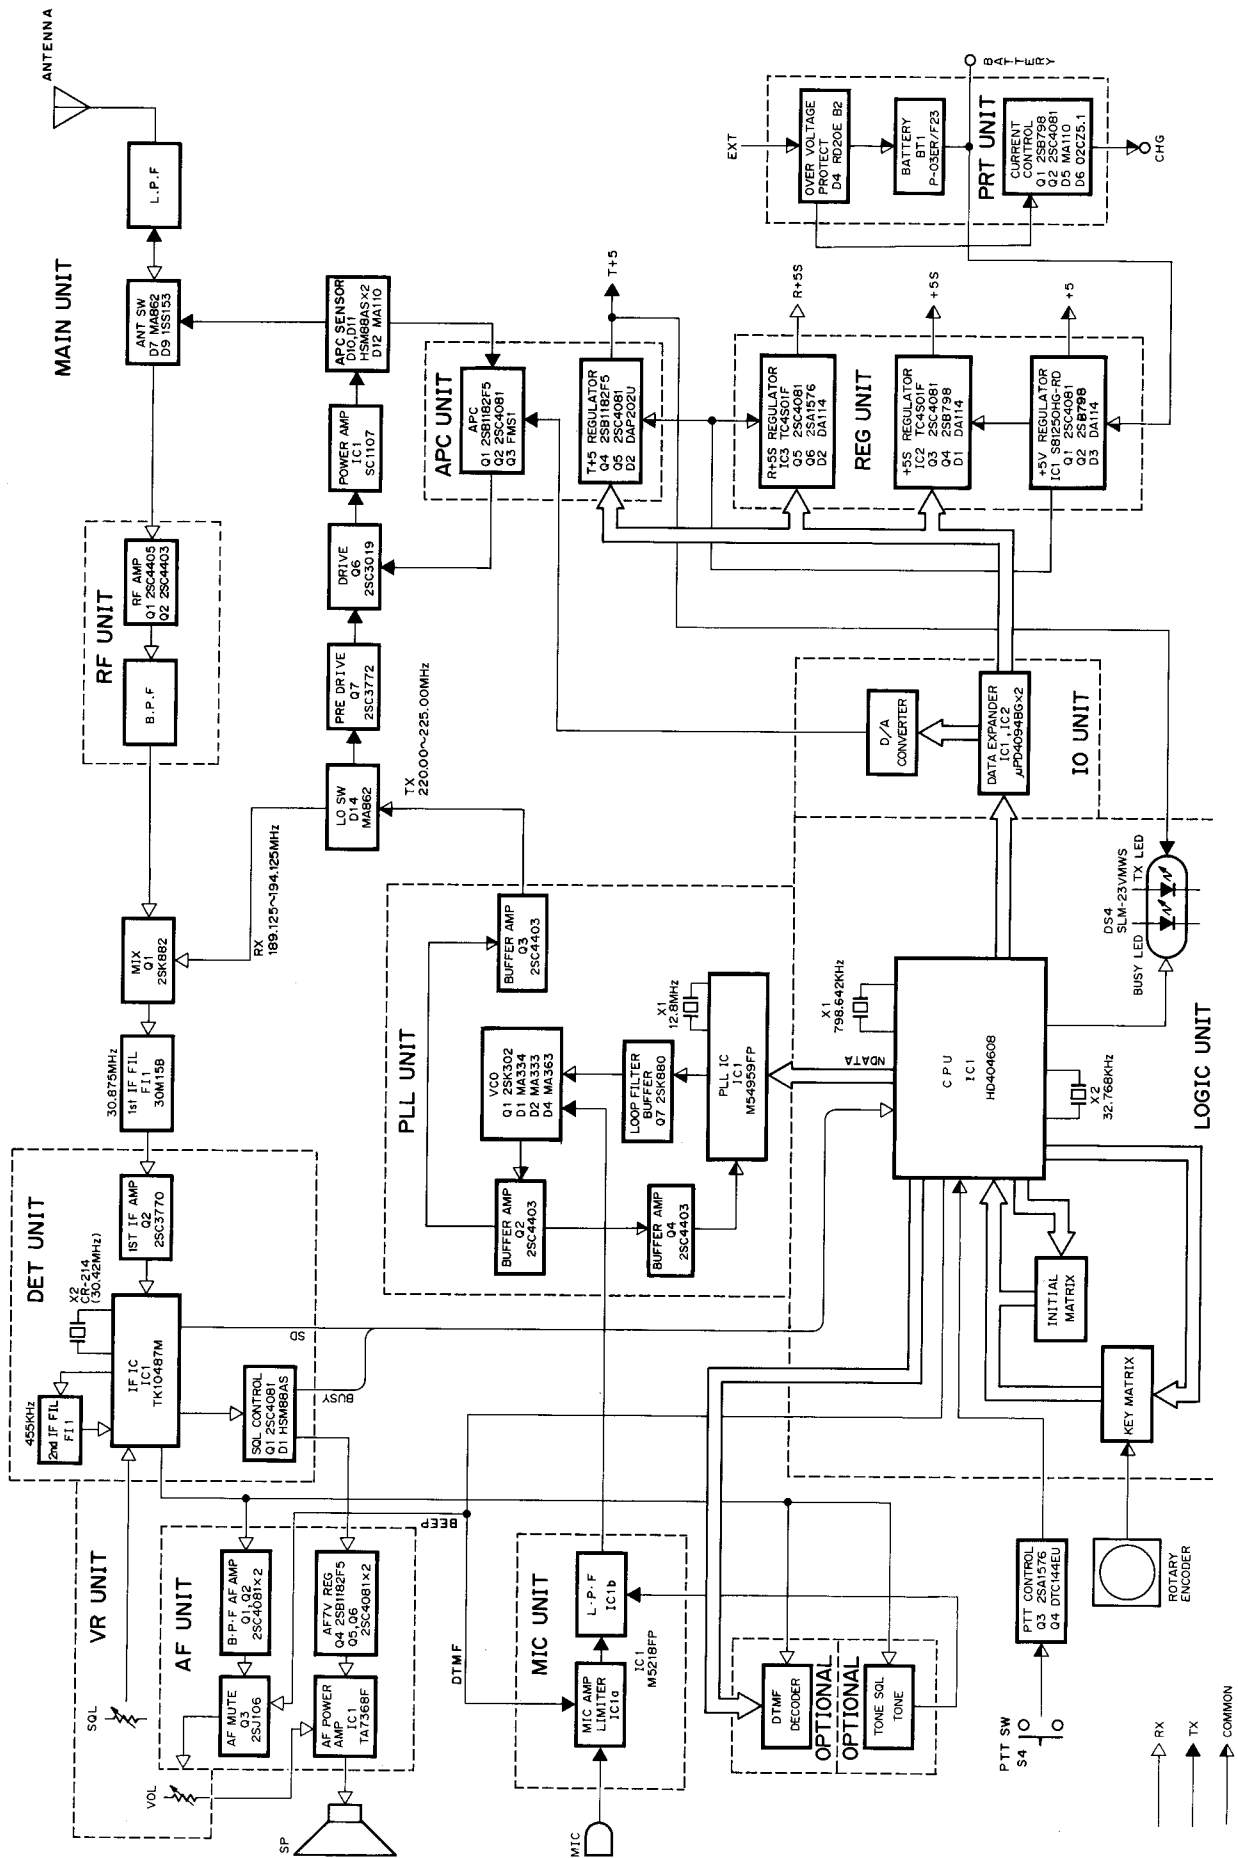 ANTENNA
MAIN UNIT
L.P.F
ANT SW
D7 MA862
D9 1SS153
APC SENSOR
D10,D11
HSM88AS×2
D12 MA110
POWER AMP
IC1
SC1107
DRIVE
Q6
2SC3019
PRE DRIVE
Q7
2SC3772
LO SW
D14
MA862
TX
220.00~225.00MHz
RX
189.125~194.125MHz
RF UNIT
RF AMP
Q1 2SC4405
Q2 2SC4403
B.P.F
MIX
Q1
2SK882
30.875MHz
1st IF FIL
FI1
30M15B
DET UNIT
1ST IF AMP
Q2
2SC3770
X2
CR-214
(30.42MHz)
IF IC
IC1
TK10487M
455KHz
2nd IF FIL
FI1
SQL CONTROL
Q1 2SC4081
D1 HSM88AS
SD
BUSY
VR UNIT
SQL
VOL
AF UNIT
B.P.F AF AMP
Q1,Q2
2SC4081×2
AF MUTE
Q3
2SJ106
AF7V REG
Q4 2SB1182F5
Q5,Q6
2SC4081×2
AF POWER
AMP
IC1
TA7368F
SP
BEEP
DTMF
MIC UNIT
MIC
MIC AMP
LIMITER
IC1a
L.P.F
IC1b
IC1
M5218FP
OPTIONAL
DTMF
DECODER
OPTIONAL
TONE SQL
TONE
PLL UNIT
BUFFER AMP
Q3
2SC4403
VCO
Q1 2SK302
D1 MA334
D2 MA333
D4 MA363
BUFFER AMP
Q2
2SC4403
BUFFER AMP
Q4
2SC4403
LOOP FILTER
BUFFER
Q7 2SK880
X1
12.8MHz
PLL IC
IC1
M54959FP
APC UNIT
APC
Q1 2SB1182F5
Q2 2SC4081
Q3 FMS1
T+5 REGULATOR
Q4 2SB1182F5
Q5 2SC4081
D2 DAP202U
T+5
REG UNIT
R+5S REGULATOR
IC3 TC4S01F
Q5 2SC4081
Q6 2SA1576
D2 DA114
R+5S
+5S REGULATOR
IC2 TC4S01F
Q3 2SC4081
Q4 2SB798
D1 DA114
+5S
+5V REGULATOR
IC1 S81250HG-RD
Q1 2SC4081
Q2 2SB798
D3 DA114
+5
PRT UNIT
EXT
OVER VOLTAGE
PROTECT
D4 RD20E B2
BATTERY
BT1
P-03ER/F23
BATTERY
CURRENT
CONTROL
Q1 2SB798
Q2 2SC4081
D5 MA110
D6 02CZ5.1
CHG
IO UNIT
D/A
CONVERTER
DATA EXPANDER
IC1,IC2
μPD4094BG×2
LOGIC UNIT
NDATA
X1
798.642KHz
CPU
IC1
HD404608
X2
32.768KHz
BUSY LED
DS4
SLM-23VMWS
TX LED
INITIAL
MATRIX
KEY MATRIX
ROTARY
ENCODER
PTT CONTROL
Q3 2SA1576
Q4 DTC144EU
PTT SW
S4
RX
TX
COMMON